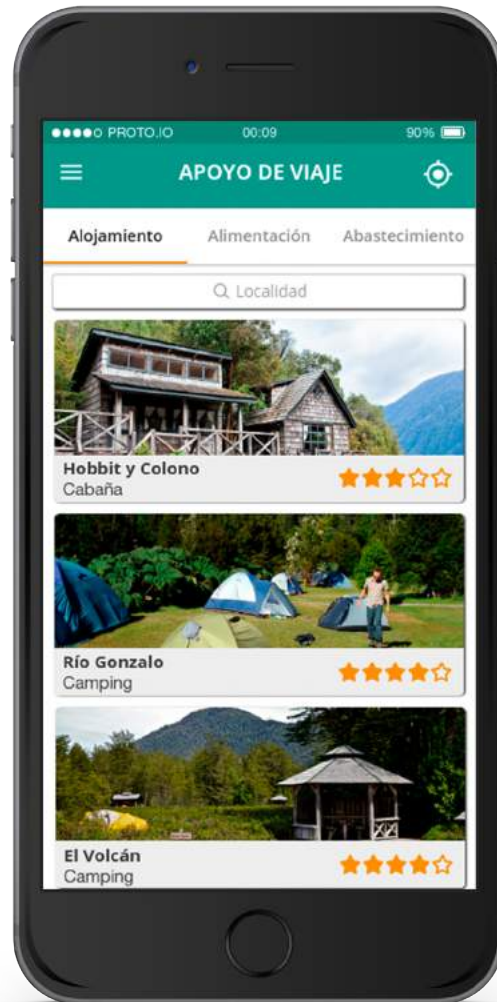 PROTO.IO 00:09 90%
APOYO DE VIAJE
Alojamiento Alimentación Abastecimiento
Localidad
Hobbit y Colono
Cabaña
Río Gonzalo
Camping
El Volcán
Camping